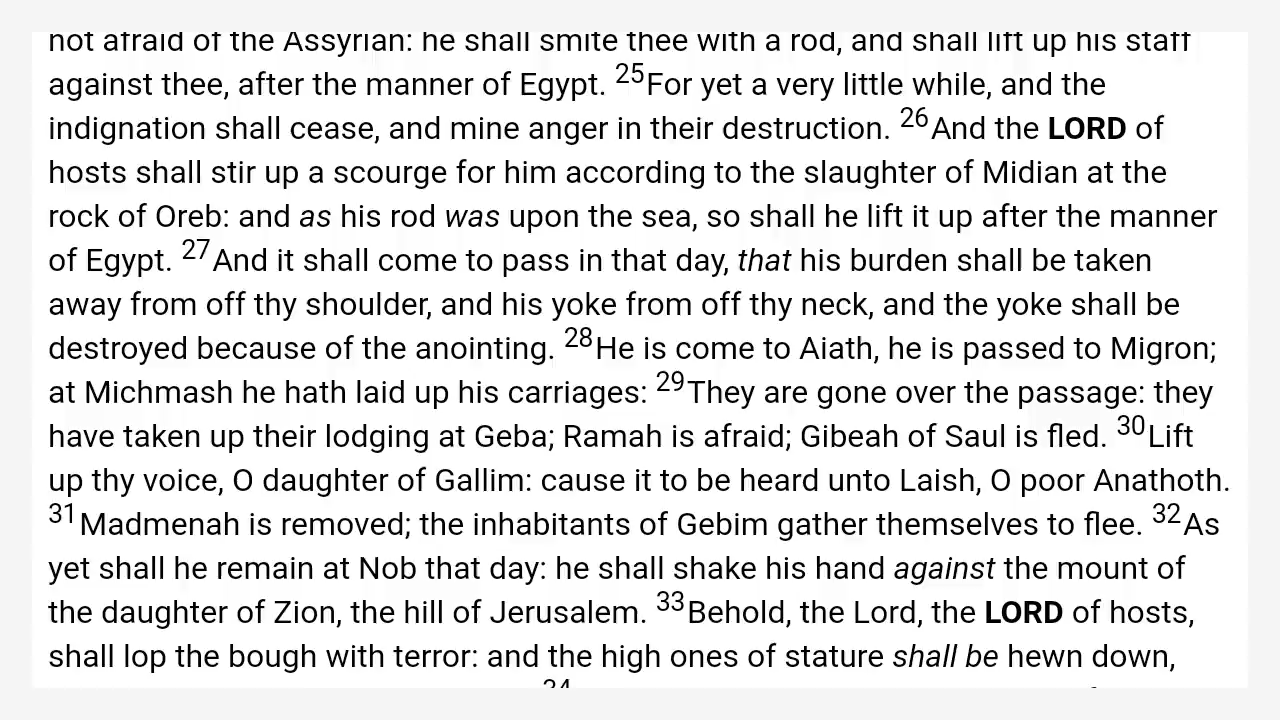 not afraid of the Assyrian: he shall smite thee with a rod, and shall lift up his staff
against thee, after the manner of Egypt. 25For yet a very little while, and the
indignation shall cease, and mine anger in their destruction. 26And the LORD of
hosts shall stir up a scourge for him according to the slaughter of Midian at the
rock of Oreb: and as his rod was upon the sea, so shall he lift it up after the manner
of Egypt. 27And it shall come to pass in that day, that his burden shall be taken
away from off thy shoulder, and his yoke from off thy neck, and the yoke shall be
destroyed because of the anointing. 28He is come to Aiath, he is passed to Migron;
at Michmash he hath laid up his carriages: 29They are gone over the passage: they
have taken up their lodging at Geba; Ramah is afraid; Gibeah of Saul is fled. 30Lift
up thy voice, O daughter of Gallim: cause it to be heard unto Laish, O poor Anathoth.
31Madmenah is removed; the inhabitants of Gebim gather themselves to flee. 32As
yet shall he remain at Nob that day: he shall shake his hand against the mount of
the daughter of Zion, the hill of Jerusalem. 33Behold, the Lord, the LORD of hosts,
shall lop the bough with terror: and the high ones of stature shall be hewn down,